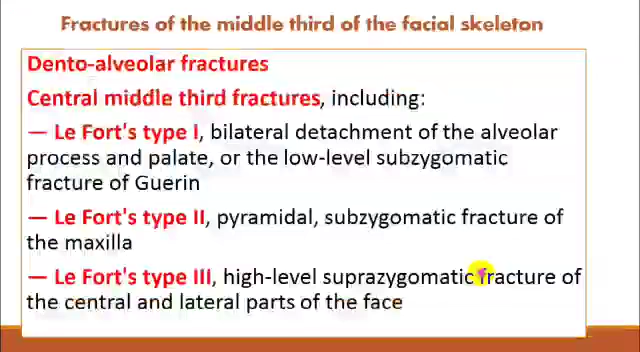 Fractures of the middle third of the facial skeleton
Dento-alveolar fractures
Central middle third fractures, including:
— Le Fort's type I, bilateral detachment of the alveolar
process and palate, or the low-level subzygomatic
fracture of Guerin
— Le Fort's type II, pyramidal, subzygomatic fracture of
the maxilla
— Le Fort's type III, high-level suprazygomatic fracture of
the central and lateral parts of the face